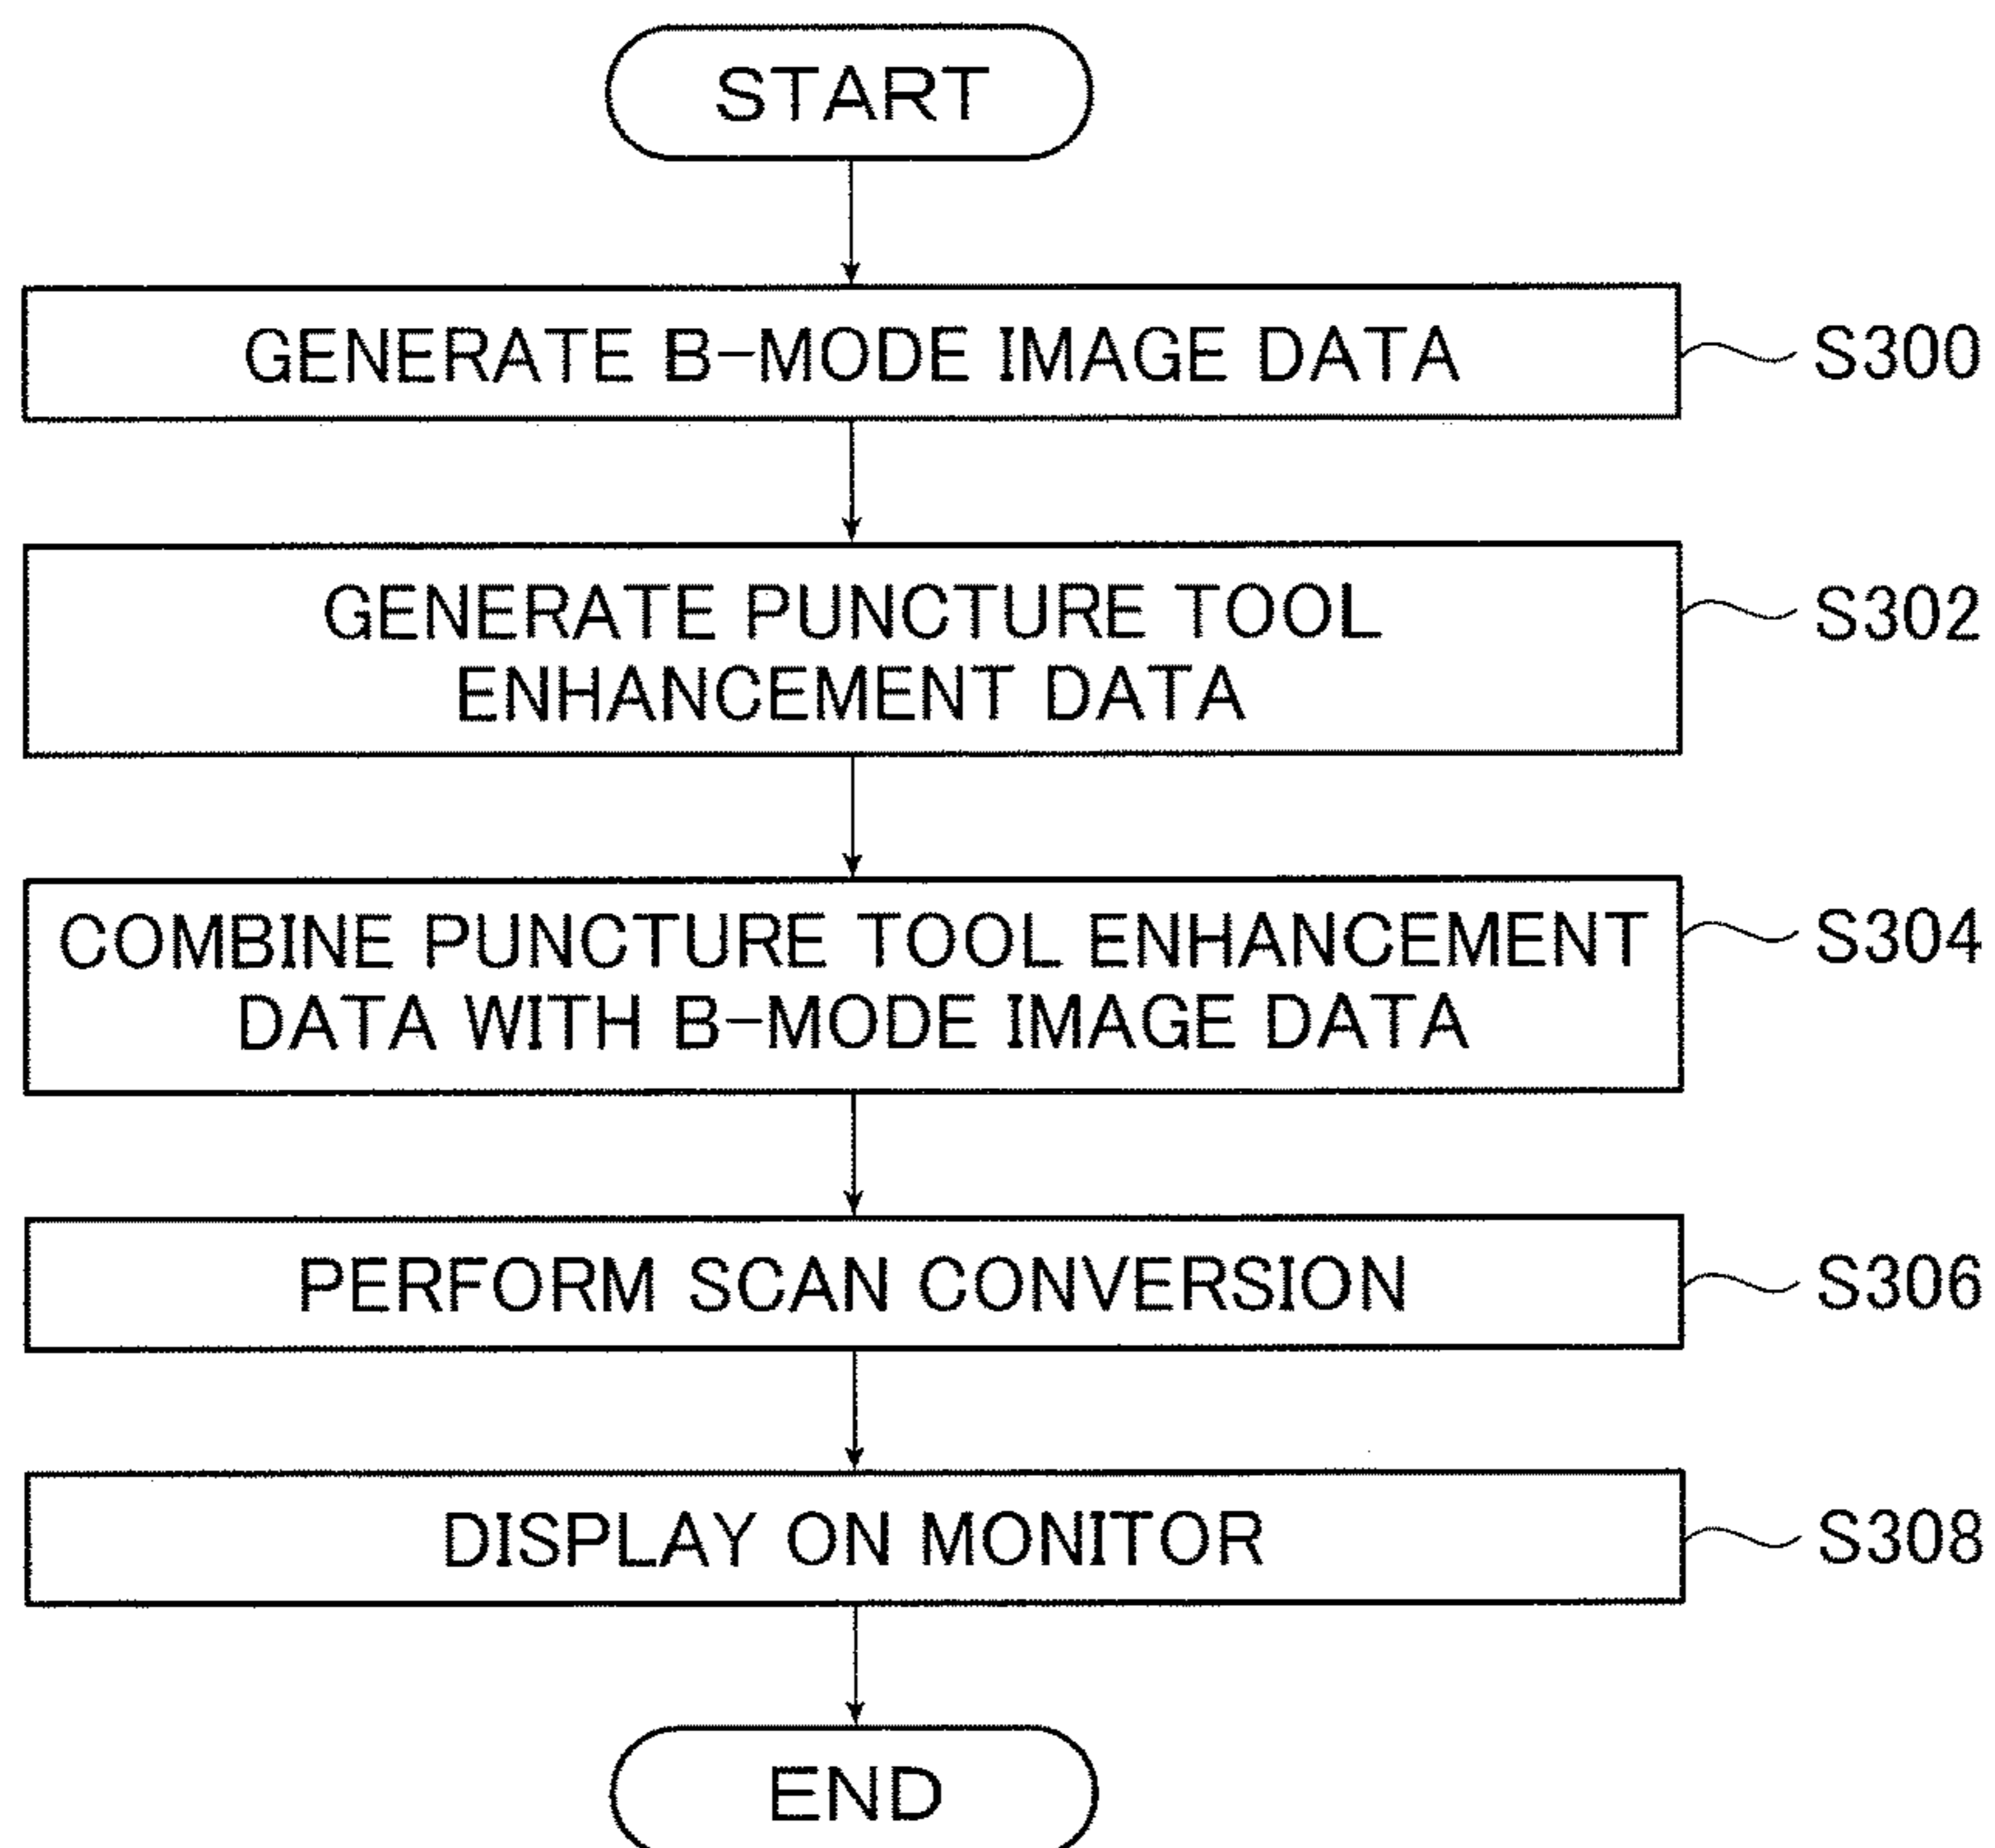 START
GENERATE B-MODE IMAGE DATA
S300
GENERATE PUNCTURE TOOL
ENHANCEMENT DATA
S302
COMBINE PUNCTURE TOOL ENHANCEMENT
DATA WITH B-MODE IMAGE DATA
S304
PERFORM SCAN CONVERSION
S306
DISPLAY ON MONITOR
S308
END